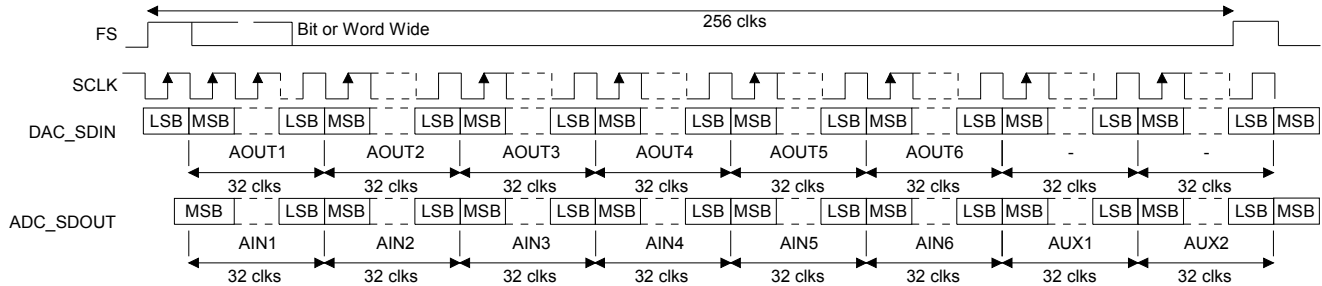 256 clks
FS Bit or Word Wide
SCLK
DAC_SDIN LSB MSB LSB MSB LSB MSB LSB MSB LSB MSB LSB MSB LSB MSB LSB MSB LSB MSB
AOUT1 AOUT2 AOUT3 AOUT4 AOUT5 AOUT6 - -
32 clks 32 clks 32 clks 32 clks 32 clks 32 clks 32 clks 32 clks
ADC_SDOUT MSB LSB MSB LSB MSB LSB MSB LSB MSB LSB MSB LSB MSB LSB MSB LSB MSB
AIN1 AIN2 AIN3 AIN4 AIN5 AIN6 AUX1 AUX2
32 clks 32 clks 32 clks 32 clks 32 clks 32 clks 32 clks 32 clks